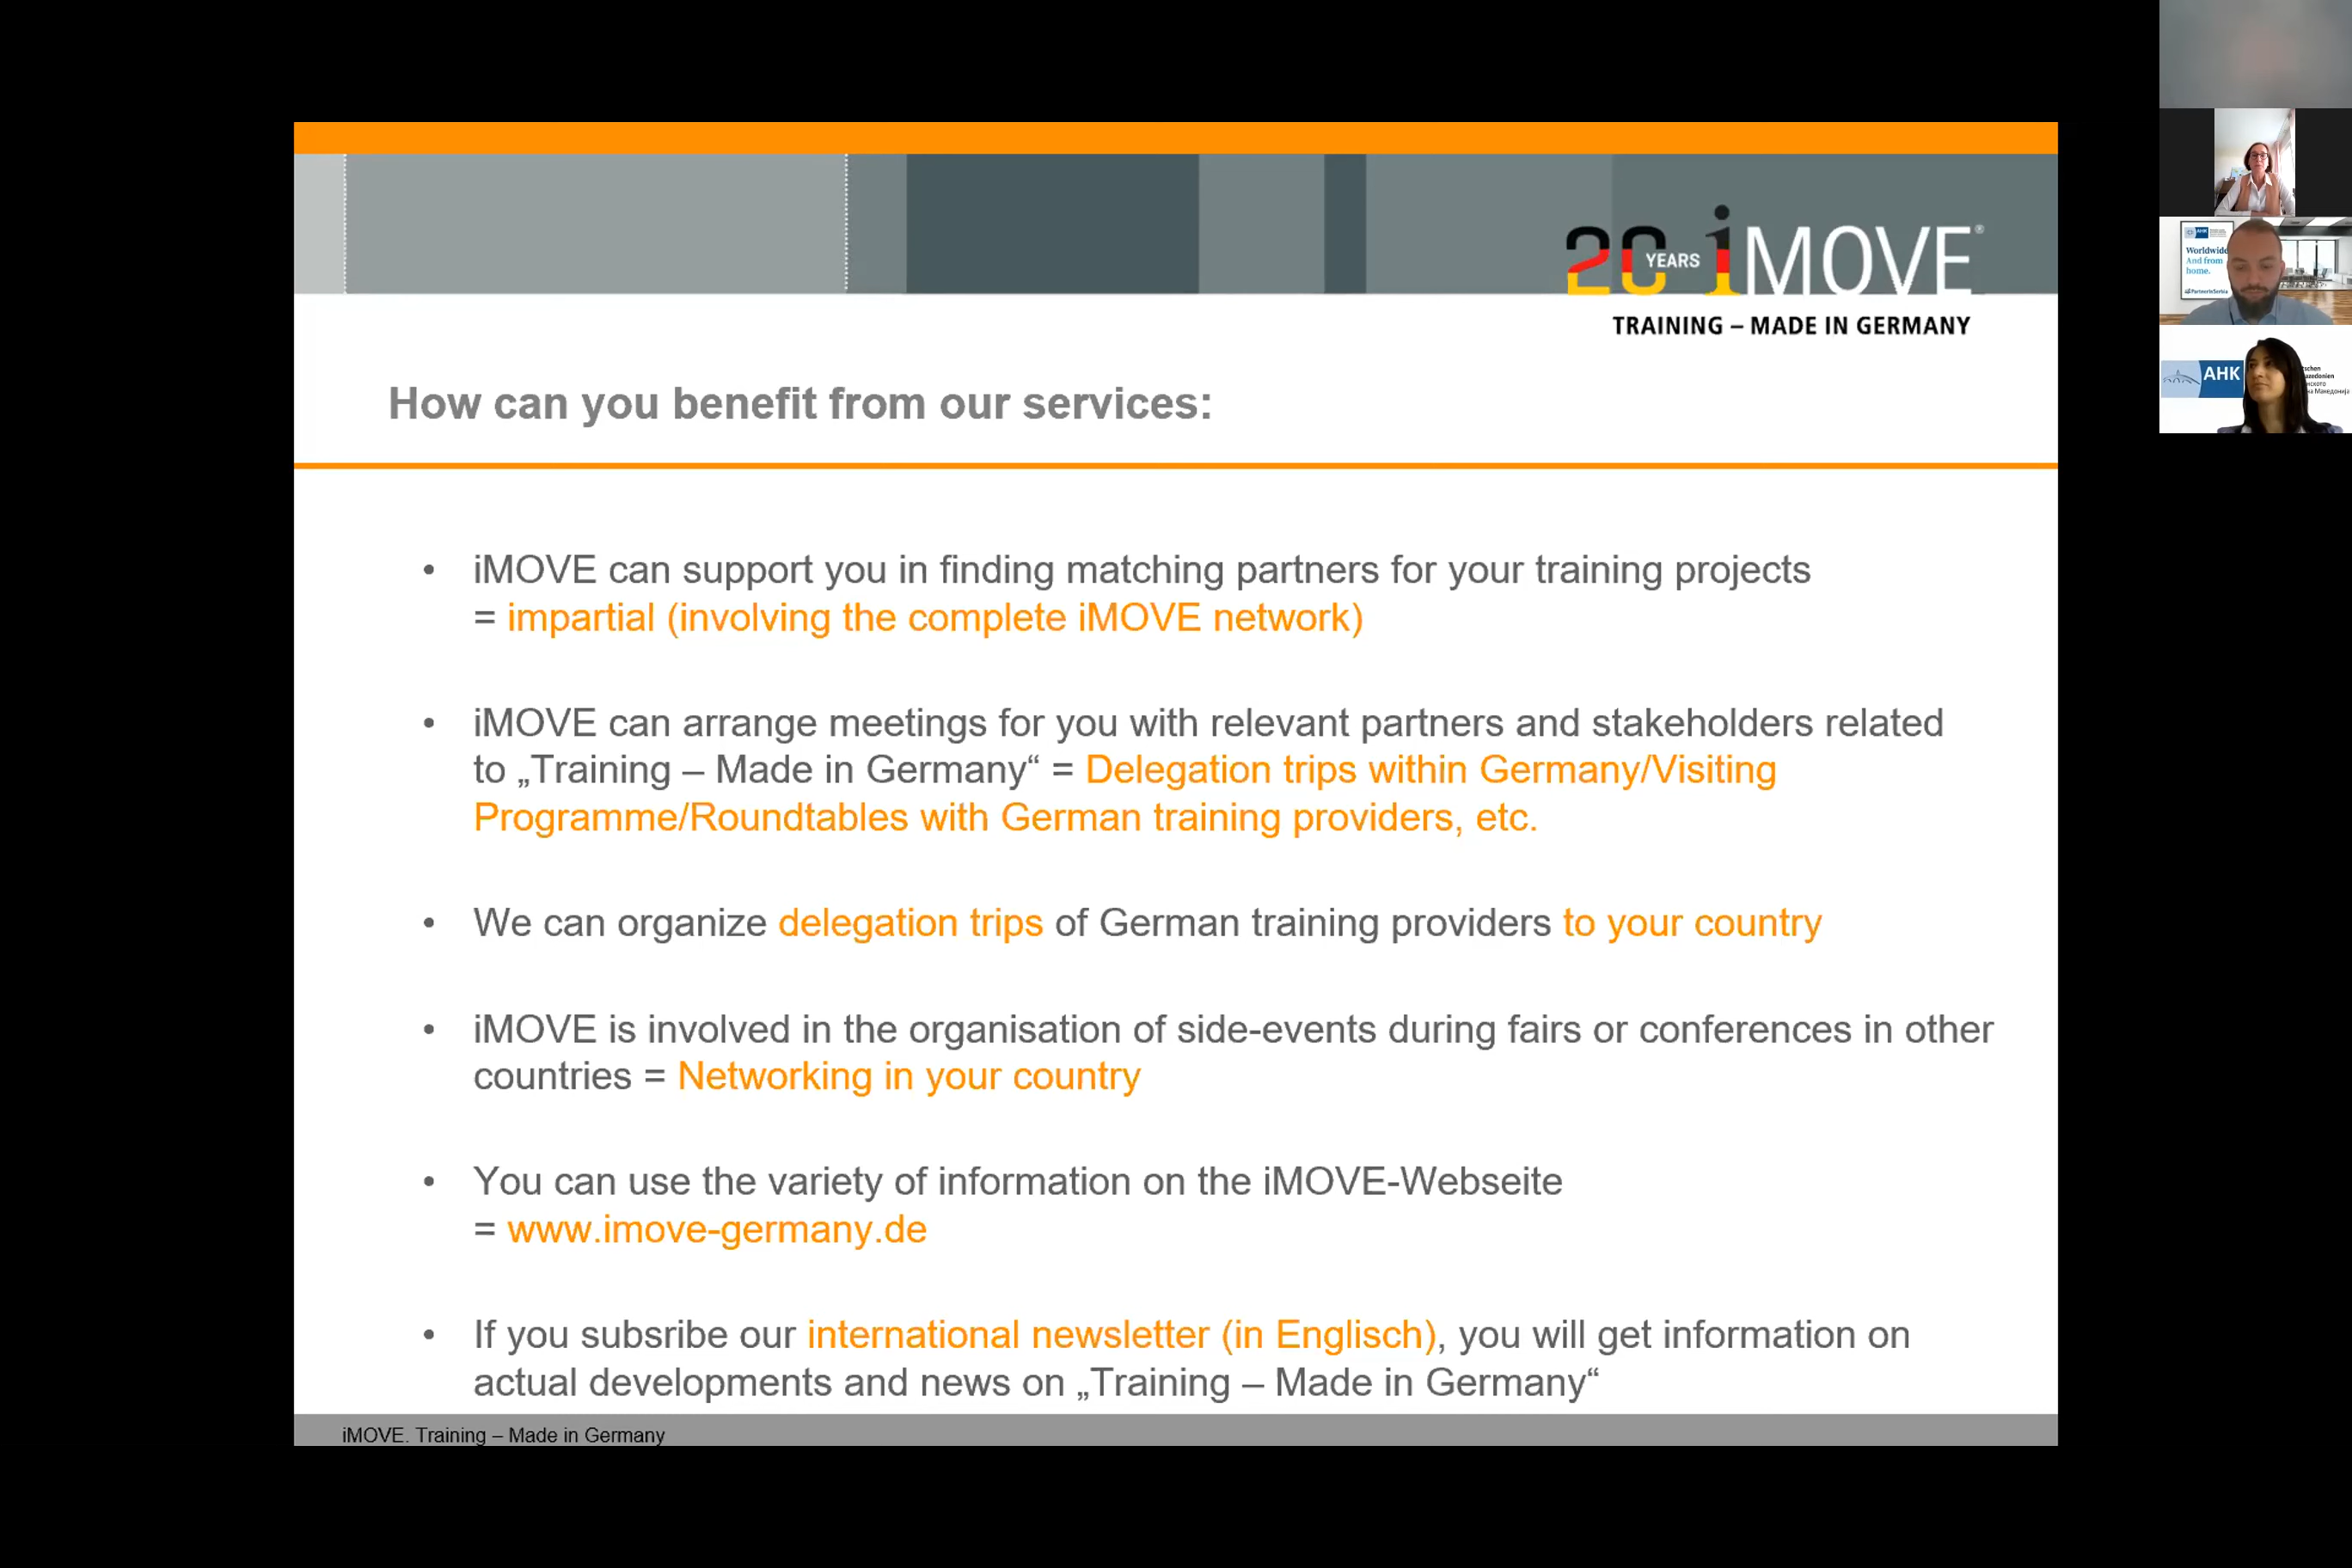 20 YEARS iMOVE®
TRAINING – MADE IN GERMANY
How can you benefit from our services:
• iMOVE can support you in finding matching partners for your training projects
= impartial (involving the complete iMOVE network)
• iMOVE can arrange meetings for you with relevant partners and stakeholders related
to „Training – Made in Germany“ = Delegation trips within Germany/Visiting
Programme/Roundtables with German training providers, etc.
• We can organize delegation trips of German training providers to your country
• iMOVE is involved in the organisation of side-events during fairs or conferences in other
countries = Networking in your country
• You can use the variety of information on the iMOVE-Webseite
= www.imove-germany.de
• If you subsribe our international newsletter (in Englisch), you will get information on
actual developments and news on „Training – Made in Germany“
iMOVE. Training – Made in Germany
AHK
Worldwide
And from
home.
#PartnerInSerbia
AHK